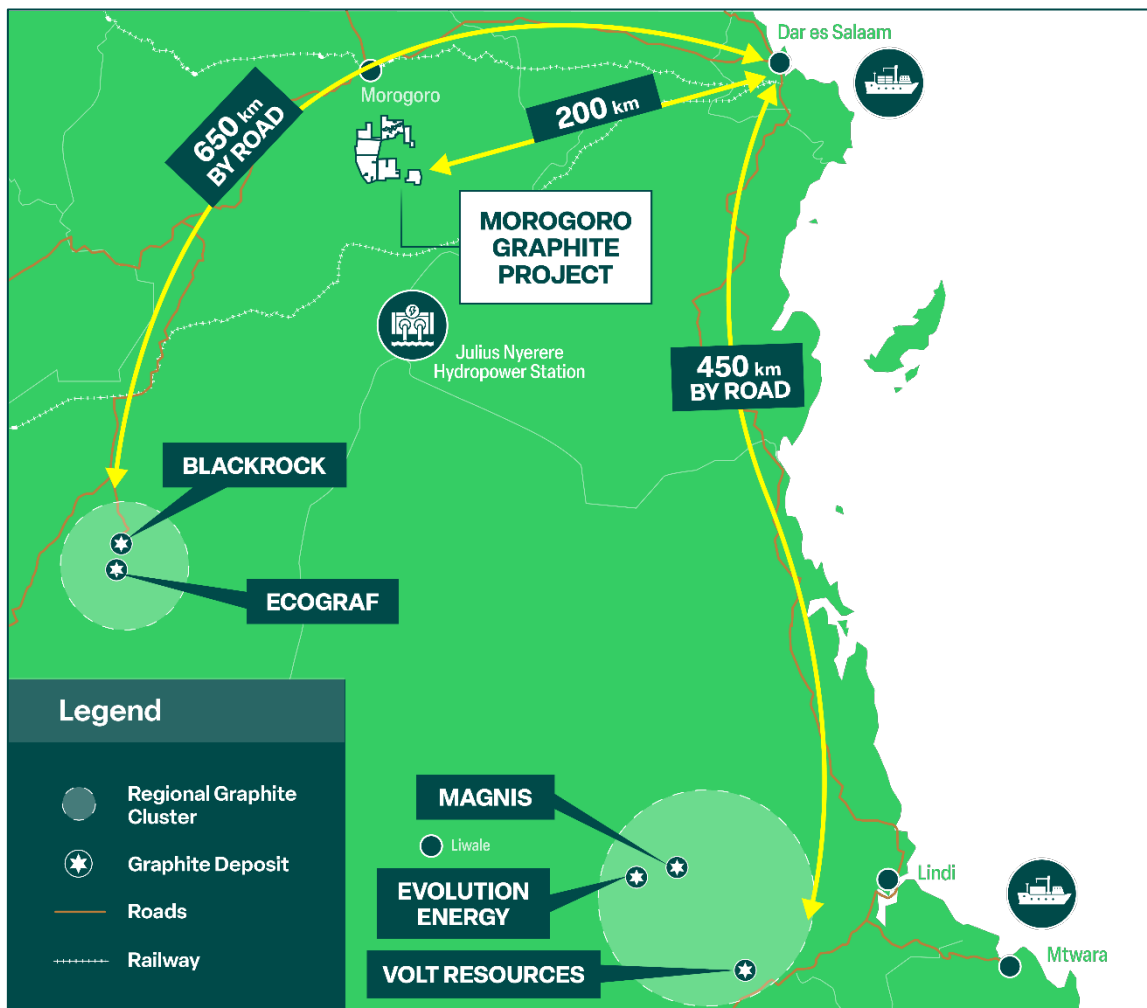 Dar es Salaam
Morogoro
650 km
BY ROAD
200 km
MOROGORO
GRAPHITE
PROJECT
Julius Nyerere
Hydropower Station
450 km
BY ROAD
BLACKROCK
ECOGRAF
Legend
Regional Graphite
Cluster
Graphite Deposit
Roads
Railway
MAGNIS
Liwale
EVOLUTION
ENERGY
VOLT RESOURCES
Lindi
Mtwara